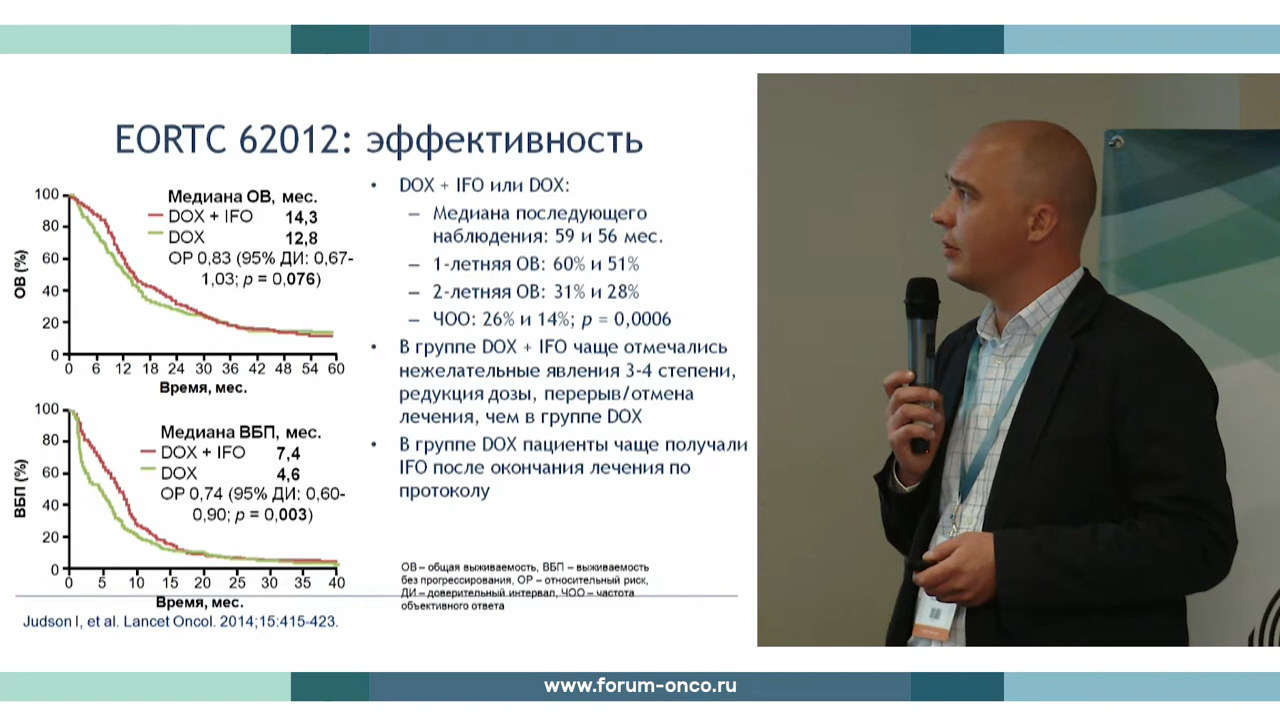 EORTC 62012: эффективность
100
80
60
40
20
0
ОВ (%)
Медиана ОВ, мес.
DOX + IFO 14,3
DOX 12,8
ОР 0,83 (95% ДИ: 0,67-
1,03; p = 0,076)
0 6 12 18 24 30 36 42 48 54 60
Время, мес.
100
80
60
40
20
0
ВБП (%)
Медиана ВБП, мес.
DOX + IFO 7,4
DOX 4,6
ОР 0,74 (95% ДИ: 0,60-
0,90; p = 0,003)
0 5 10 15 20 25 30 35 40
Время, мес.
Judson I, et al. Lancet Oncol. 2014;15:415-423.
• DOX + IFO или DOX:
– Медиана последующего
наблюдения: 59 и 56 мес.
– 1-летняя ОВ: 60% и 51%
– 2-летняя ОВ: 31% и 28%
– ЧОО: 26% и 14%; p = 0,0006
• В группе DOX + IFO чаще отмечались
нежелательные явления 3-4 степени,
редукция дозы, перерыв/отмена
лечения, чем в группе DOX
• В группе DOX пациенты чаще получали
IFO после окончания лечения по
протоколу
ОВ – общая выживаемость, ВБП – выживаемость
без прогрессирования, ОР – относительный риск,
ДИ – доверительный интервал, ЧОО – частота
объективного ответа
www.forum-onco.ru